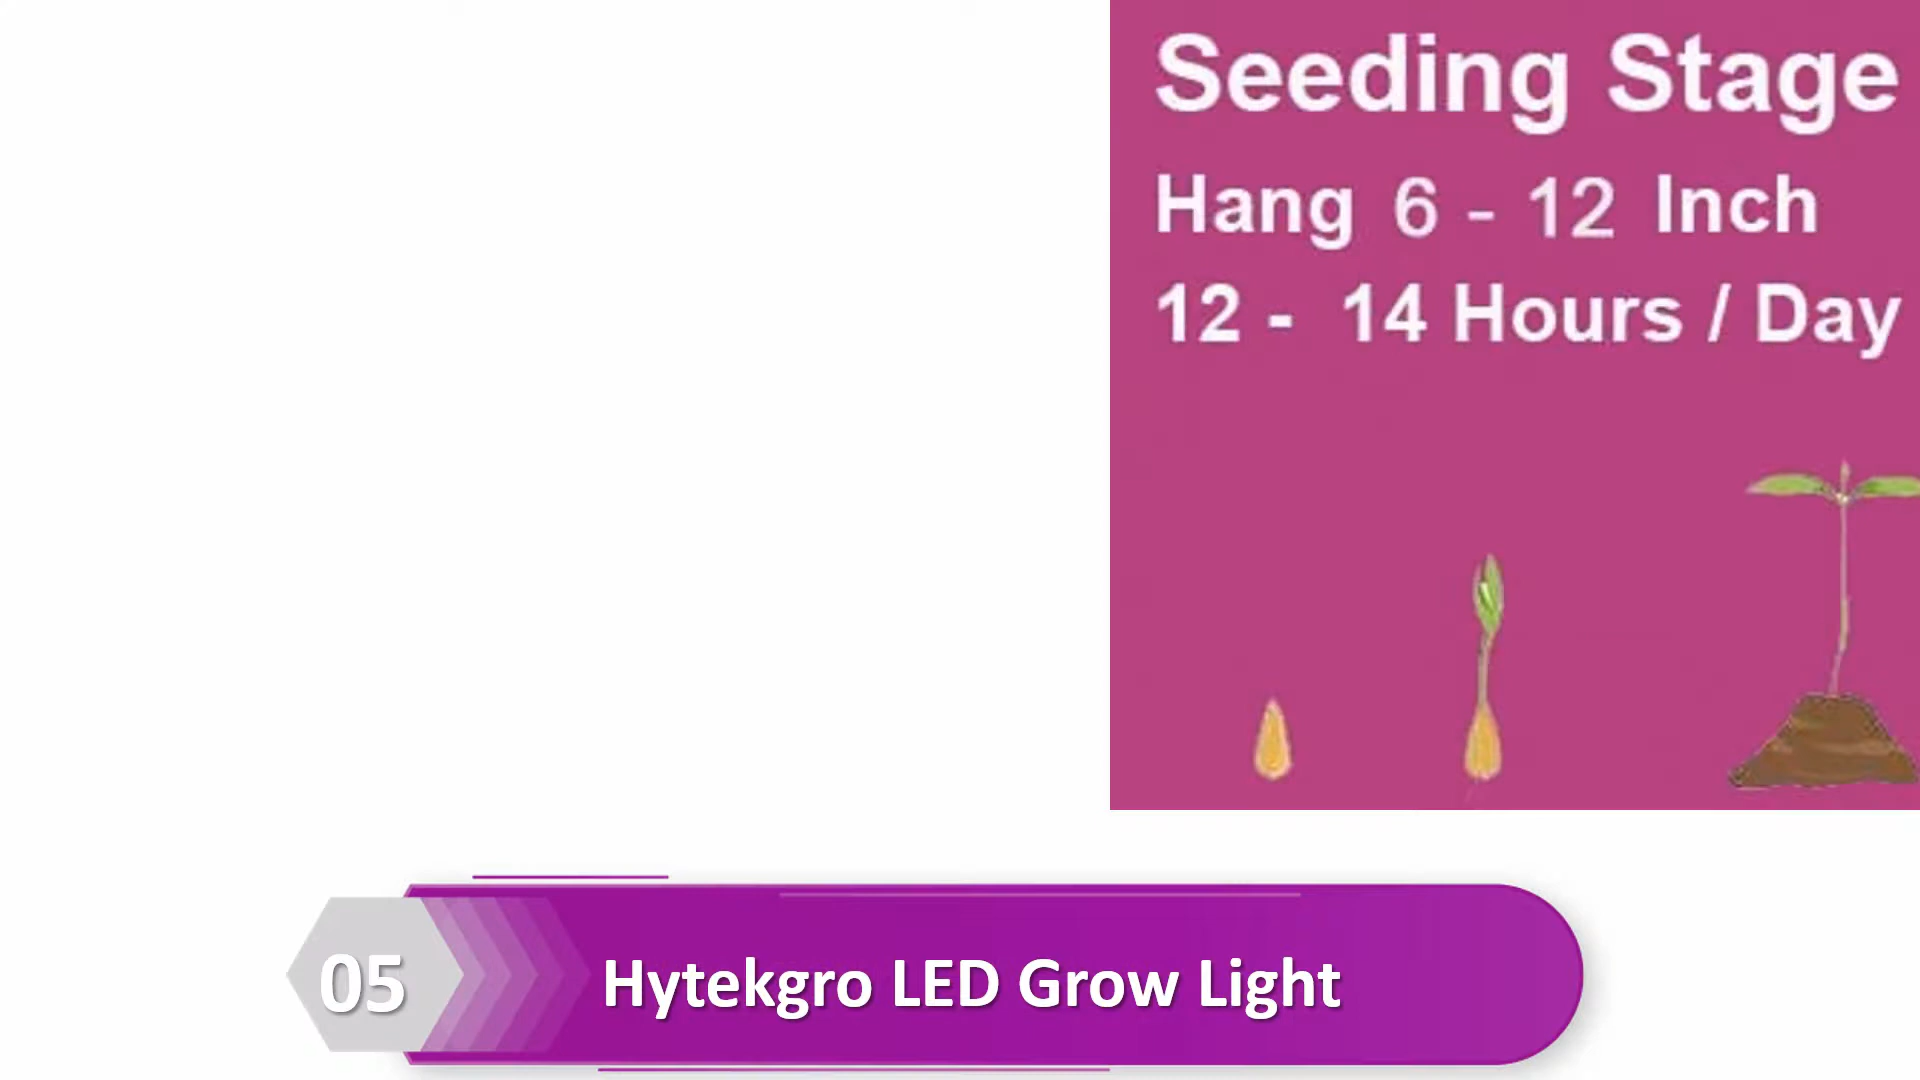 Seeding Stage
Hang 6 - 12 Inch
12 - 14 Hours / Day
05
Hytekgro LED Grow Light